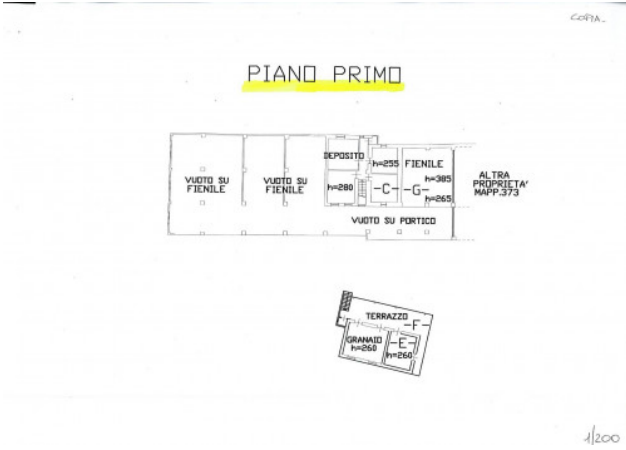 COPIA.
PIANO PRIMO
DEPOSITO
h=255
FIENILE
VUOTO SU
FIENILE
VUOTO SU
FIENILE
h=280
-C-
-G-
h=385
h=265
ALTRA
PROPRIETA'
MAPP.373
VUOTO SU PORTICO
TERRAZZO
-F-
GRANAIO
h=260
-E-
h=260
1/200